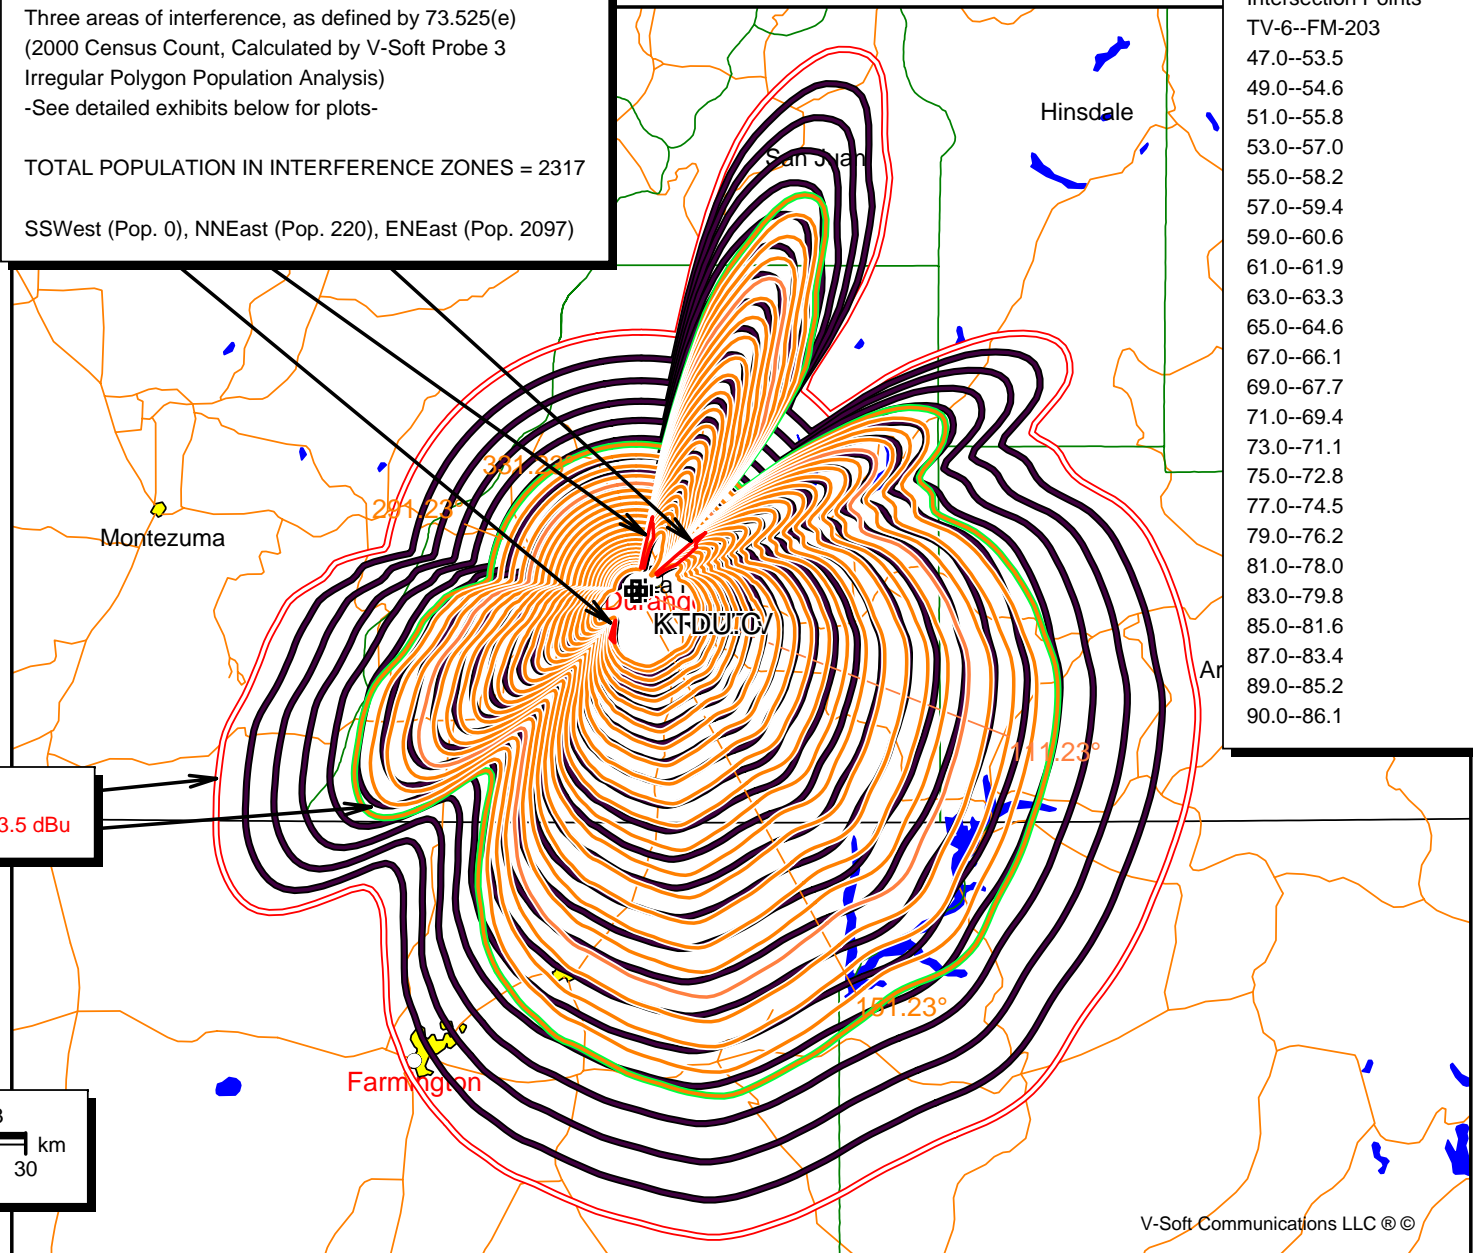 Three areas of interference, as defined by 73.525(e)
(2000 Census Count, Calculated by V-Soft Probe 3
Irregular Polygon Population Analysis)
-See detailed exhibits below for plots-
TOTAL POPULATION IN INTERFERENCE ZONES = 2317
SSWest (Pop. 0), NNEast (Pop. 220), ENEast (Pop. 2097)
Intersection Points
TV-6--FM-203
47.0--53.5
49.0--54.6
51.0--55.8
53.0--57.0
55.0--58.2
57.0--59.4
59.0--60.6
61.0--61.9
63.0--63.3
65.0--64.6
67.0--66.1
69.0--67.7
71.0--69.4
73.0--71.1
75.0--72.8
77.0--74.5
79.0--76.2
81.0--78.0
83.0--79.8
85.0--81.6
87.0--83.4
89.0--85.2
90.0--86.1
Hinsdale
San Juan
331.23°
291.23°
Montezuma
Durango
111.23°
3.5 dBu
151.23°
Farmington
km
30
V-Soft Communications LLC ® ©